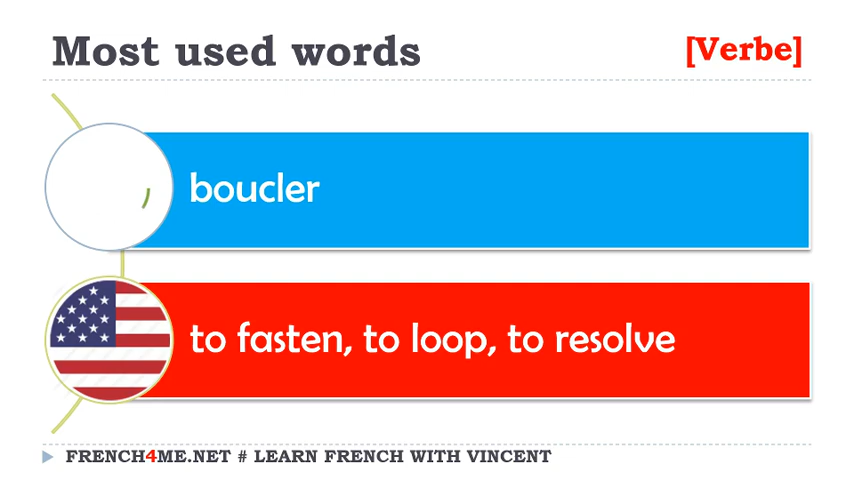 Most used words
[Verbe]
boucler
to fasten, to loop, to resolve
FRENCH4ME.NET # LEARN FRENCH WITH VINCENT